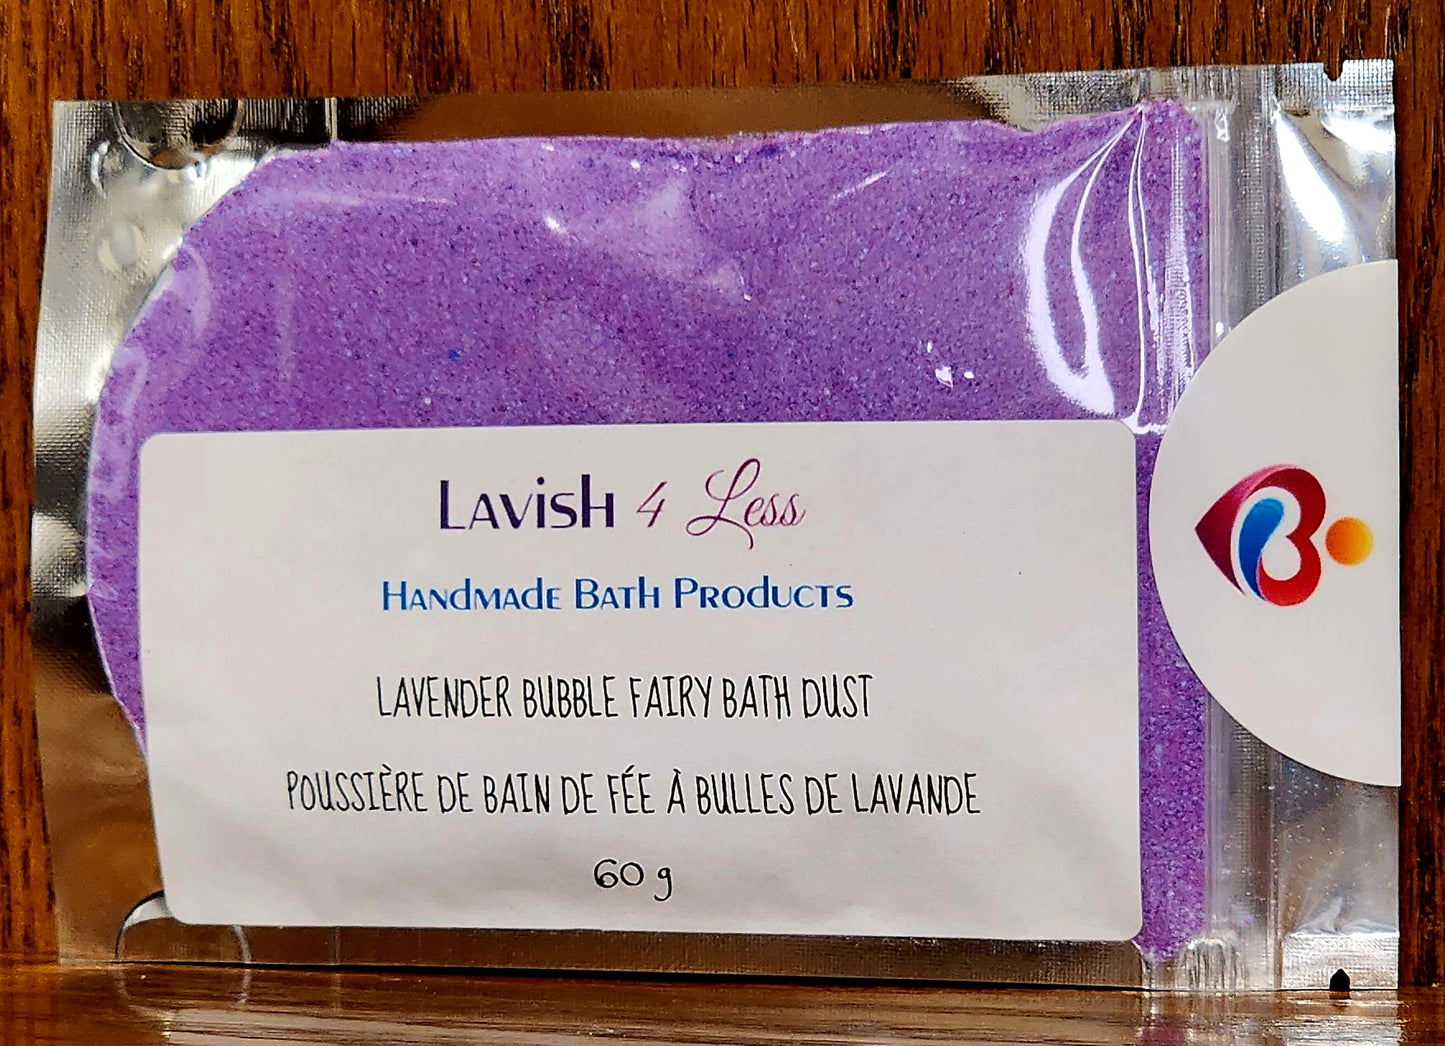 Lavish 4 Less
Handmade Bath Products
LAVENDER BUBBLE FAIRY BATH DUST
POUSSIÈRE DE BAIN DE FÉE À BULLES DE LAVANDE
60 g